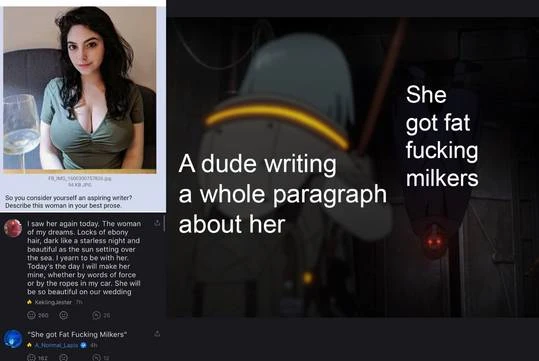 FB_IMG_1600300757826.jpg
94 KB JPG
So you consider yourself an aspiring writer?
Describe this woman in your best prose.
I saw her again today. The woman
of my dreams. Locks of ebony
hair, dark like a starless night and
beautiful as the sun setting over
the sea. I yearn to be with her.
Today's the day I will make her
mine, whether by words of force
or by the ropes in my car. She will
be so beautiful on our wedding
KeklingJester 7h
260 26
"She got Fat Fucking Milkers"
A_Normal_Lapis 4h
162 12
A dude writing
a whole paragraph
about her
She
got fat
fucking
milkers